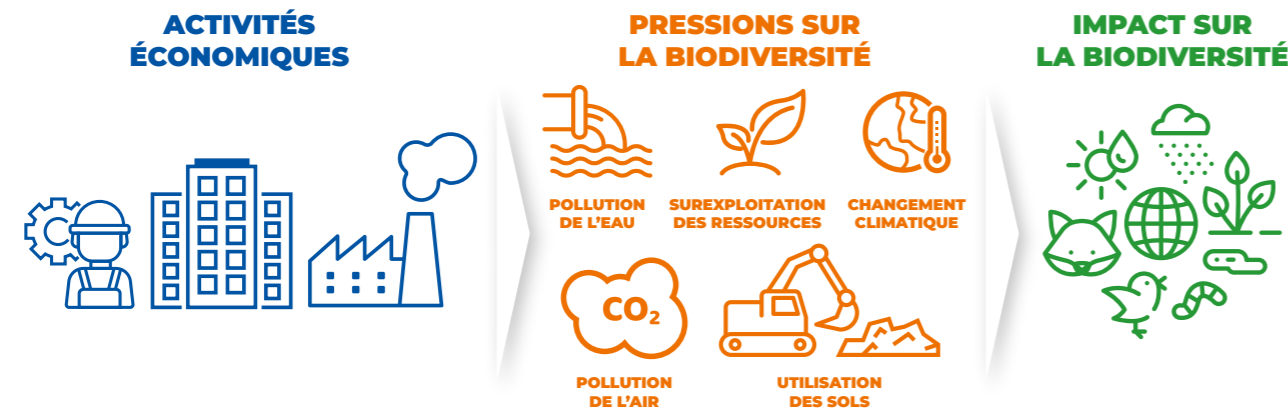 ACTIVITÉS
ÉCONOMIQUES
PRESSIONS SUR
LA BIODIVERSITÉ
IMPACT SUR
LA BIODIVERSITÉ
POLLUTION
DE L'EAU
SUREXPLOITATION
DES RESSOURCES
CHANGEMENT
CLIMATIQUE
CO₂
POLLUTION
DE L'AIR
UTILISATION
DES SOLS